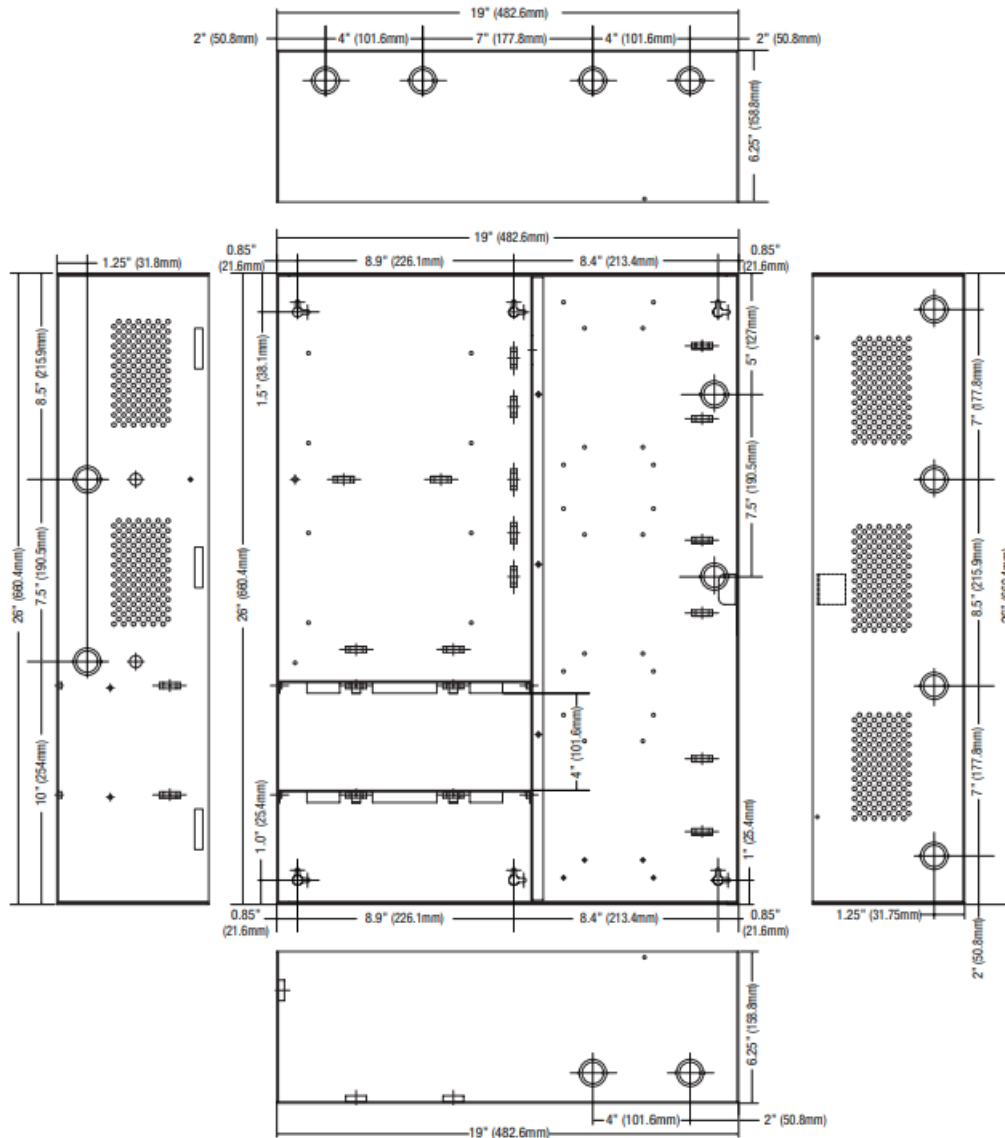 19" (482.6mm)
2" (50.8mm)
4" (101.6mm)
7" (177.8mm)
4" (101.6mm)
2" (50.8mm)
6.25" (158.8mm)
19" (482.6mm)
0.85"
(21.6mm)
8.9" (226.1mm)
8.4" (213.4mm)
0.85"
(21.6mm)
1.25" (31.8mm)
26" (660.4mm)
8.5" (215.9mm)
7.5" (190.5mm)
10" (254mm)
26" (660.4mm)
1.5" (38.1mm)
1.0" (25.4mm)
4" (101.6mm)
5" (127mm)
7.5" (190.5mm)
1" (25.4mm)
7" (177.8mm)
8.5" (215.9mm)
7" (177.8mm)
2" (50.8mm)
1.25" (31.75mm)
0.85"
(21.6mm)
8.9" (226.1mm)
8.4" (213.4mm)
0.85"
(21.6mm)
6.25" (158.8mm)
4" (101.6mm)
2" (50.8mm)
19" (482.6mm)